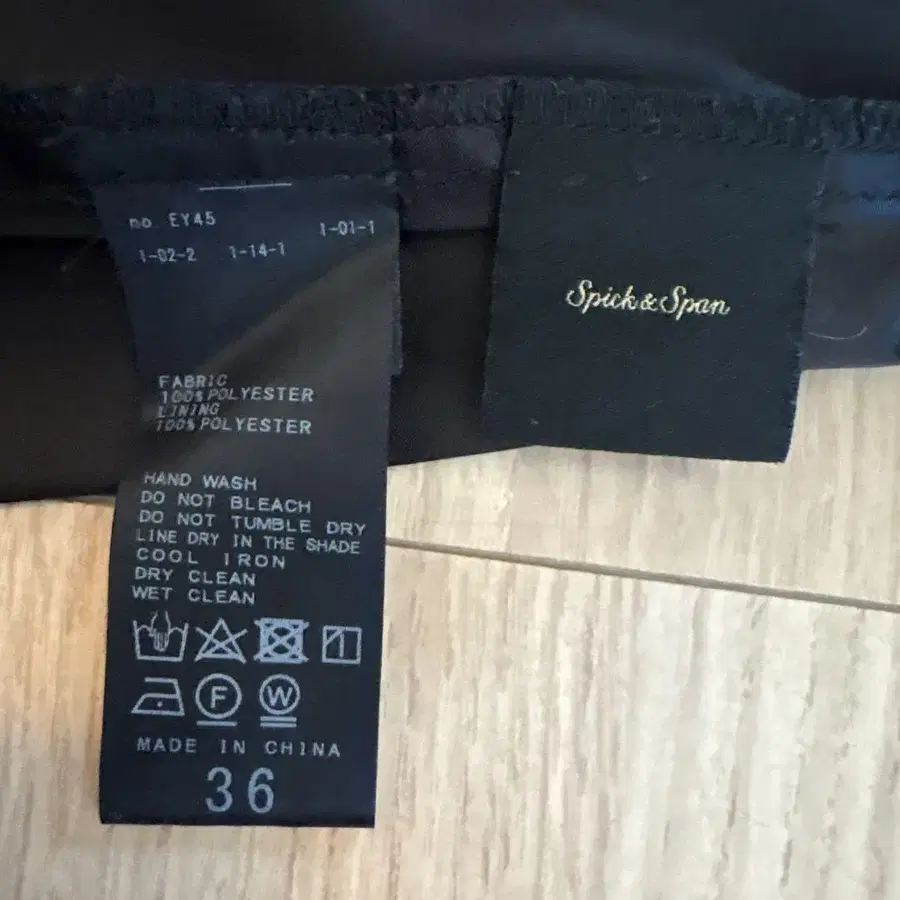 no. EY45
1-01-1
1-02-2 1-14-1
FABRIC
100%POLYESTER
LINING
100%POLYESTER
HAND WASH
DO NOT BLEACH
DO NOT TUMBLE DRY
LINE DRY IN THE SHADE
COOL IRON
DRY CLEAN
WET CLEAN
F W
MADE IN CHINA
36
Spick & Span